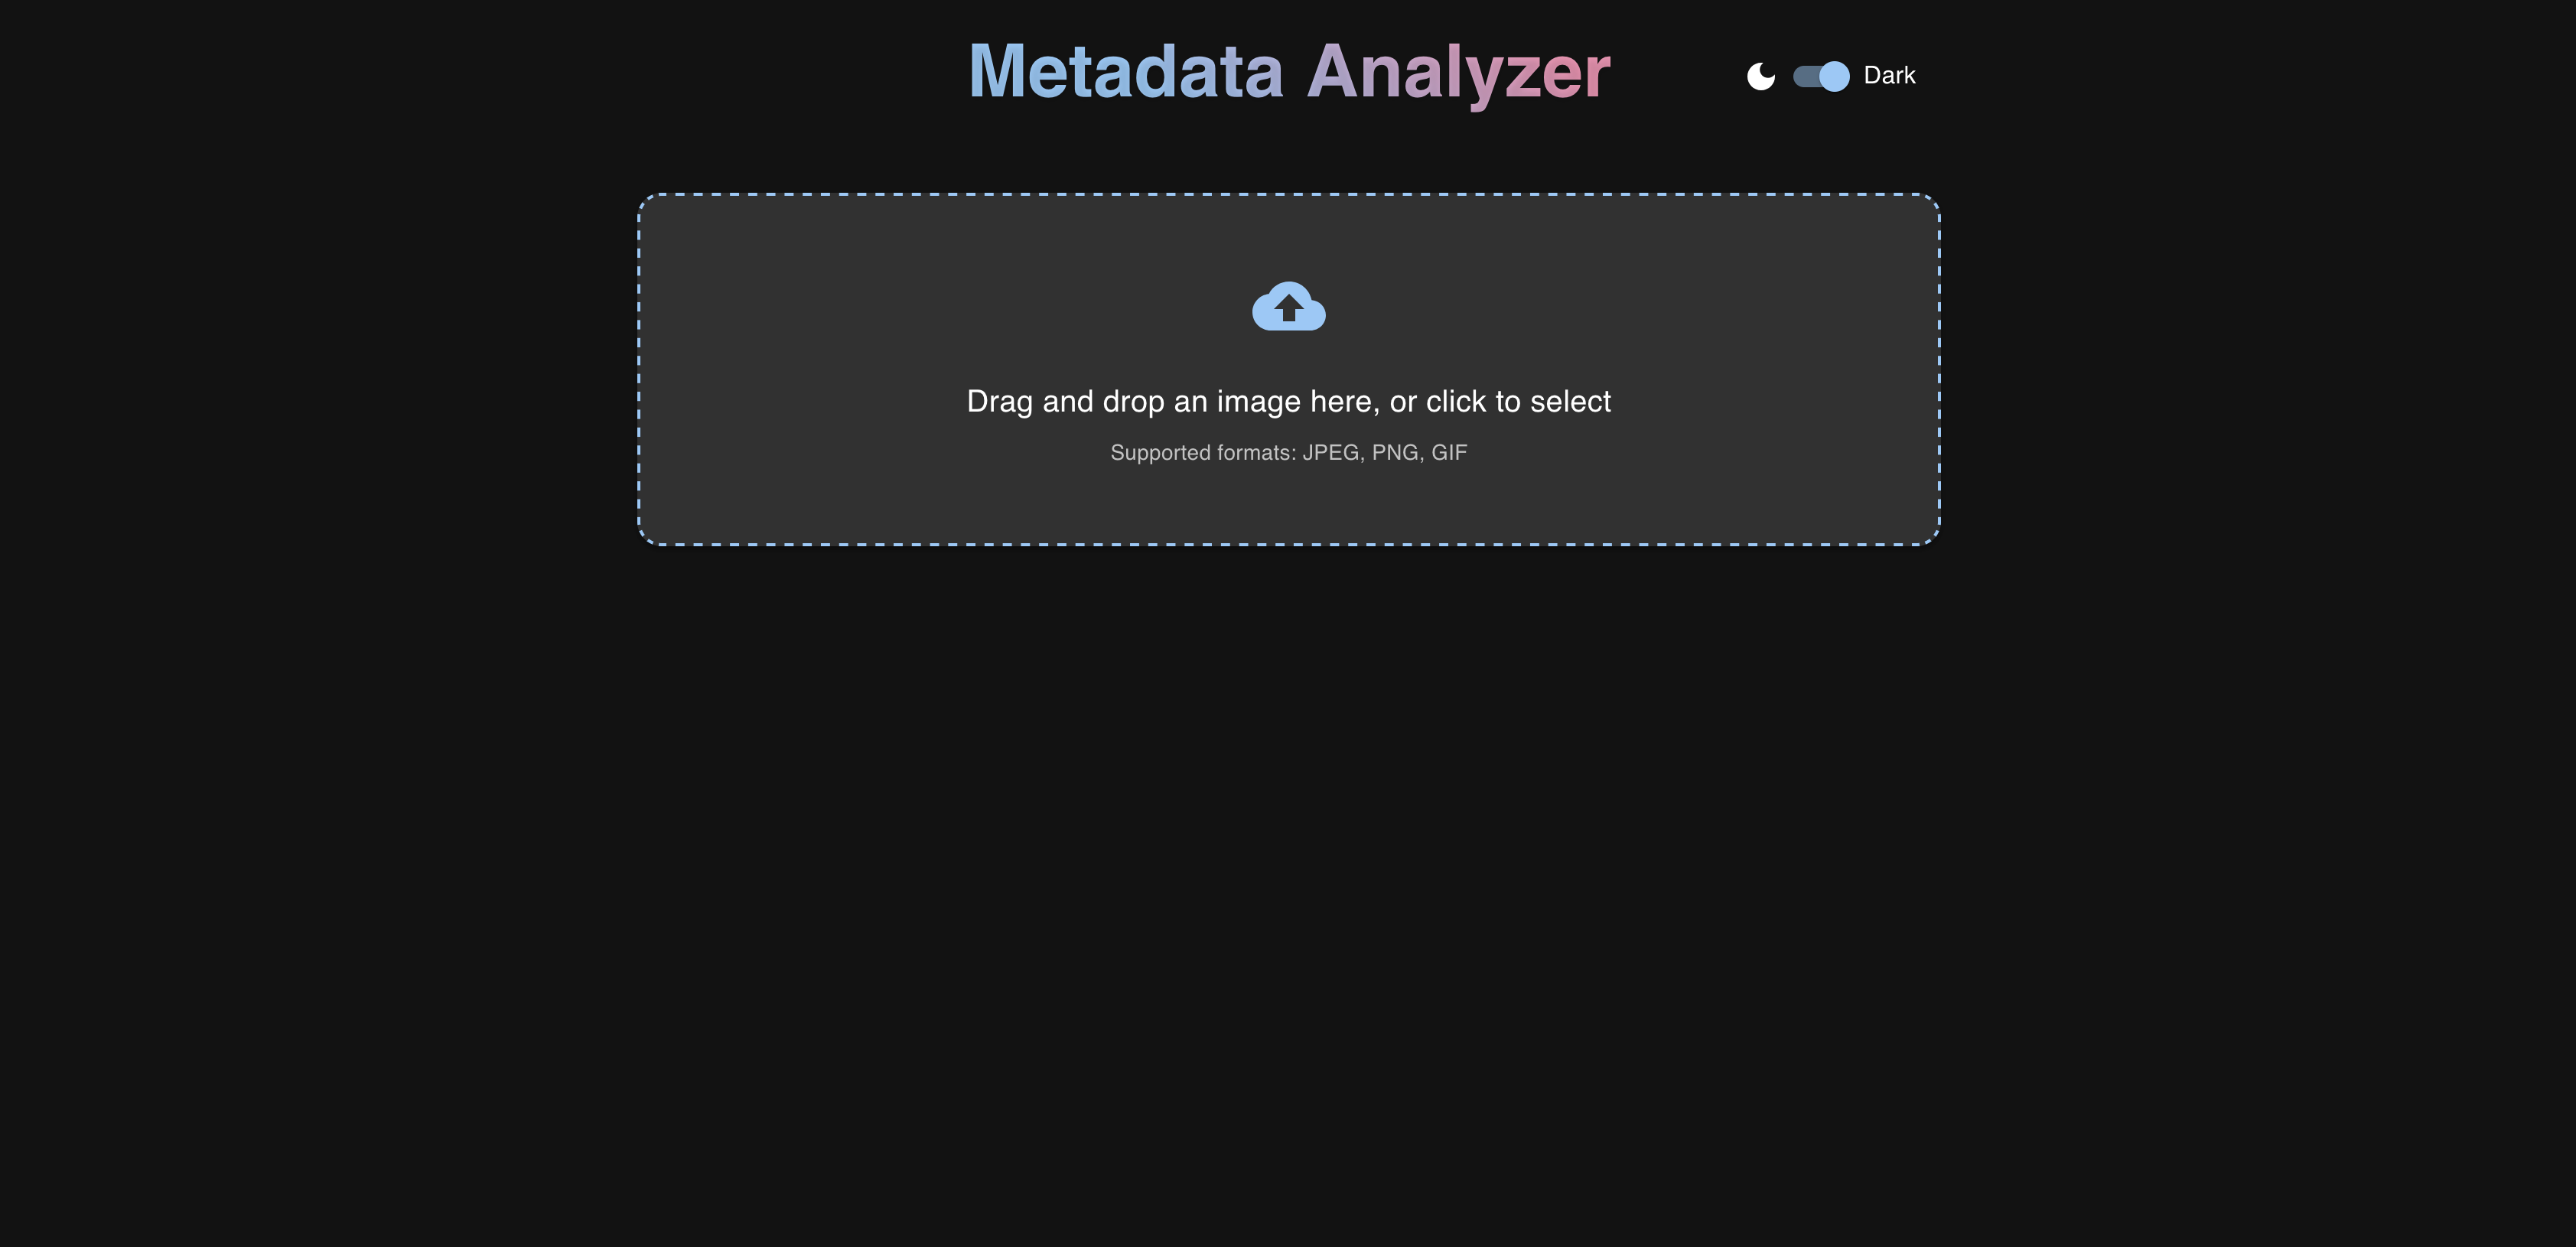 Metadata Analyzer
Dark
Drag and drop an image here, or click to select
Supported formats: JPEG, PNG, GIF